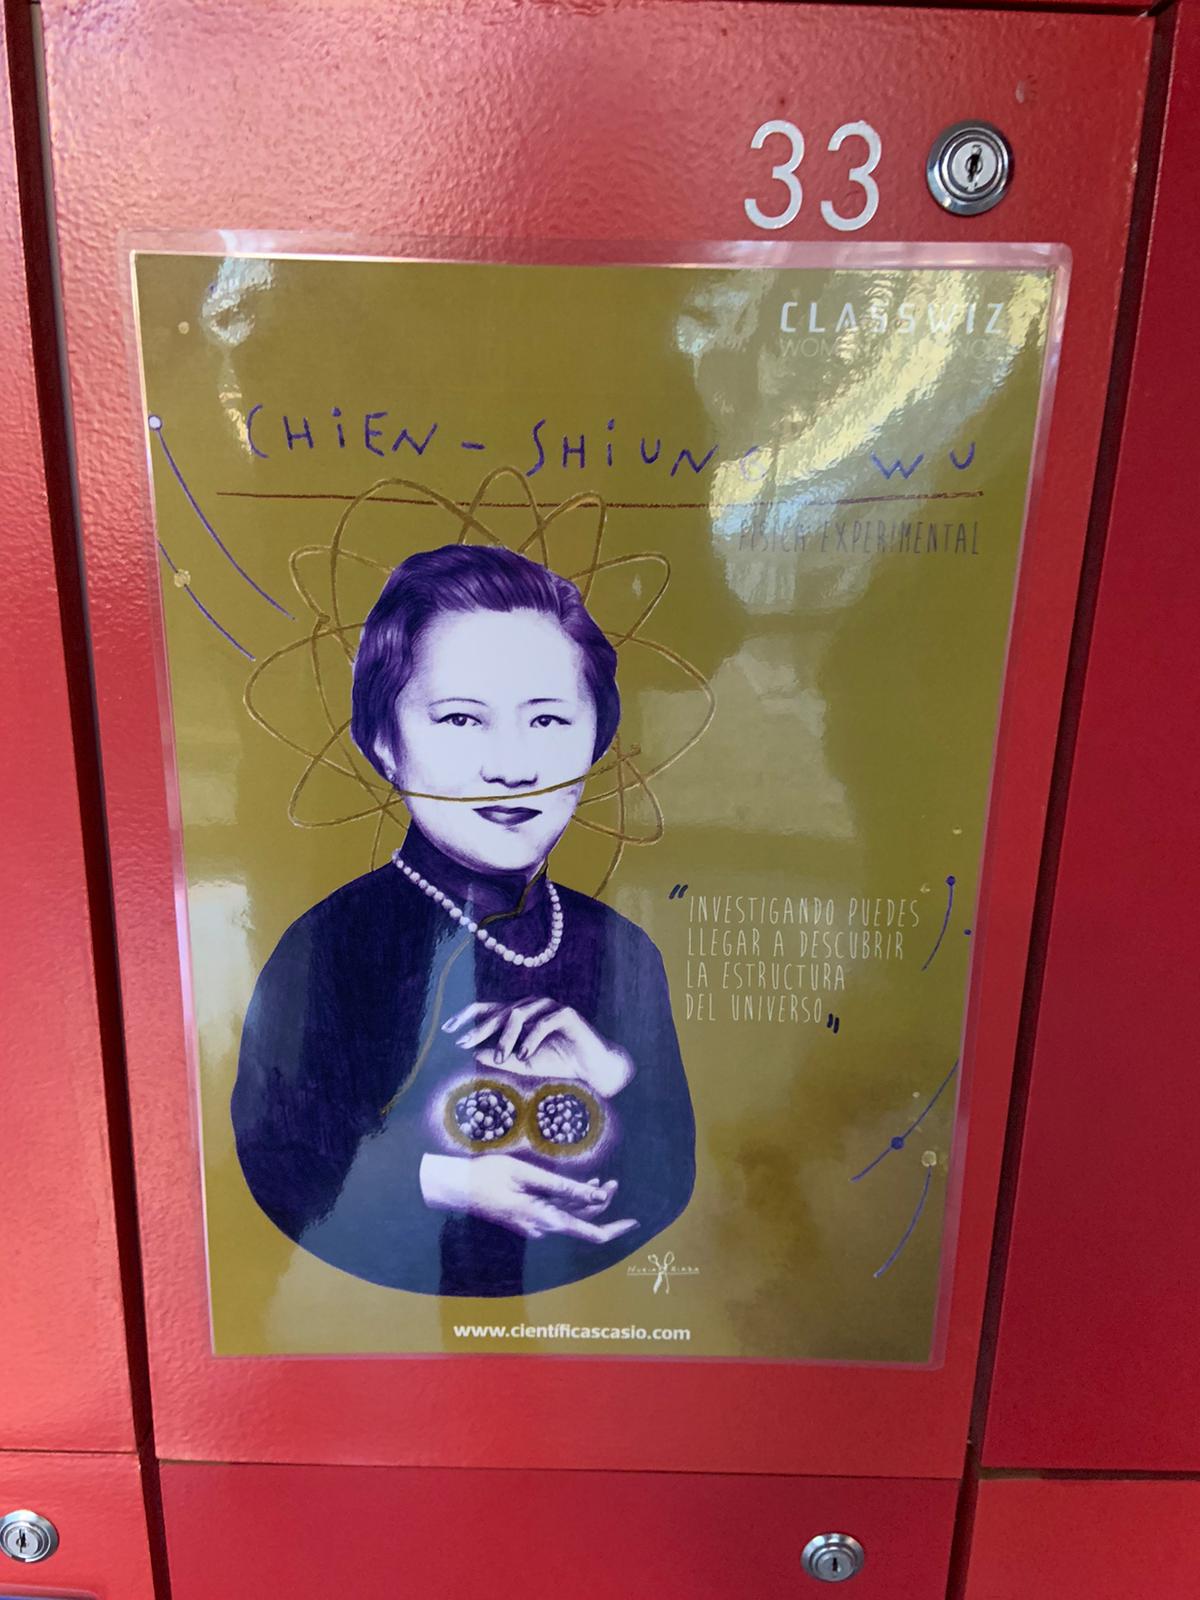 33
CLASSWIZ
CHiEN - SHiUNG WU
FÍSICA EXPERIMENTAL
“INVESTIGANDO PUEDES
LLEGAR A DESCUBRIR
LA ESTRUCTURA
DEL UNIVERSO„
www.científicascasio.com